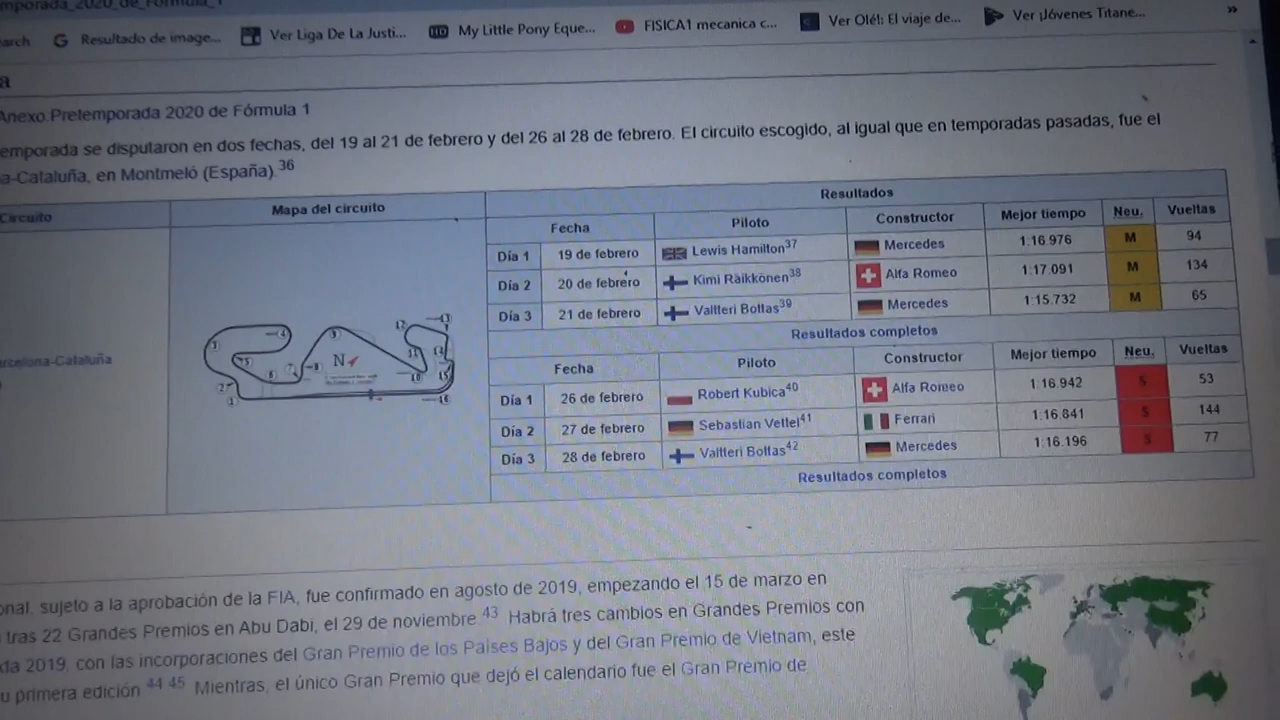 mporada_2020_de_Fórmula_1
arch Resultado de image... Ver Liga De La Justi... HD My Little Pony Eque... FISICA1 mecanica c... Ver Olé!: El viaje de... Ver ¡Jóvenes Titane... »
a
Anexo:Pretemporada 2020 de Fórmula 1
emporada se disputaron en dos fechas, del 19 al 21 de febrero y del 26 al 28 de febrero. El circuito escogido, al igual que en temporadas pasadas, fue el
a-Cataluña, en Montmeló (España).36
Circuito Mapa del circuito Resultados
Fecha Piloto Constructor Mejor tiempo Neu. Vueltas
Día 1 19 de febrero Lewis Hamilton37 Mercedes 1:16.976 M 94
Día 2 20 de febrero Kimi Räikkönen38 Alfa Romeo 1:17.091 M 134
Día 3 21 de febrero Valtteri Bottas39 Mercedes 1:15.732 M 65
Resultados completos
rcelona-Cataluña
N
Fecha Piloto Constructor Mejor tiempo Neu. Vueltas
Día 1 26 de febrero Robert Kubica40 Alfa Romeo 1:16.942 S 53
Día 2 27 de febrero Sebastian Vettel41 Ferrari 1:16.841 S 144
Día 3 28 de febrero Valtteri Bottas42 Mercedes 1:16.196 S 77
Resultados completos
onal, sujeto a la aprobación de la FIA, fue confirmado en agosto de 2019, empezando el 15 de marzo en
tras 22 Grandes Premios en Abu Dabi, el 29 de noviembre.43 Habrá tres cambios en Grandes Premios con
da 2019, con las incorporaciones del Gran Premio de los Países Bajos y del Gran Premio de Vietnam, este
u primera edición.44 45 Mientras, el único Gran Premio que dejó el calendario fue el Gran Premio de